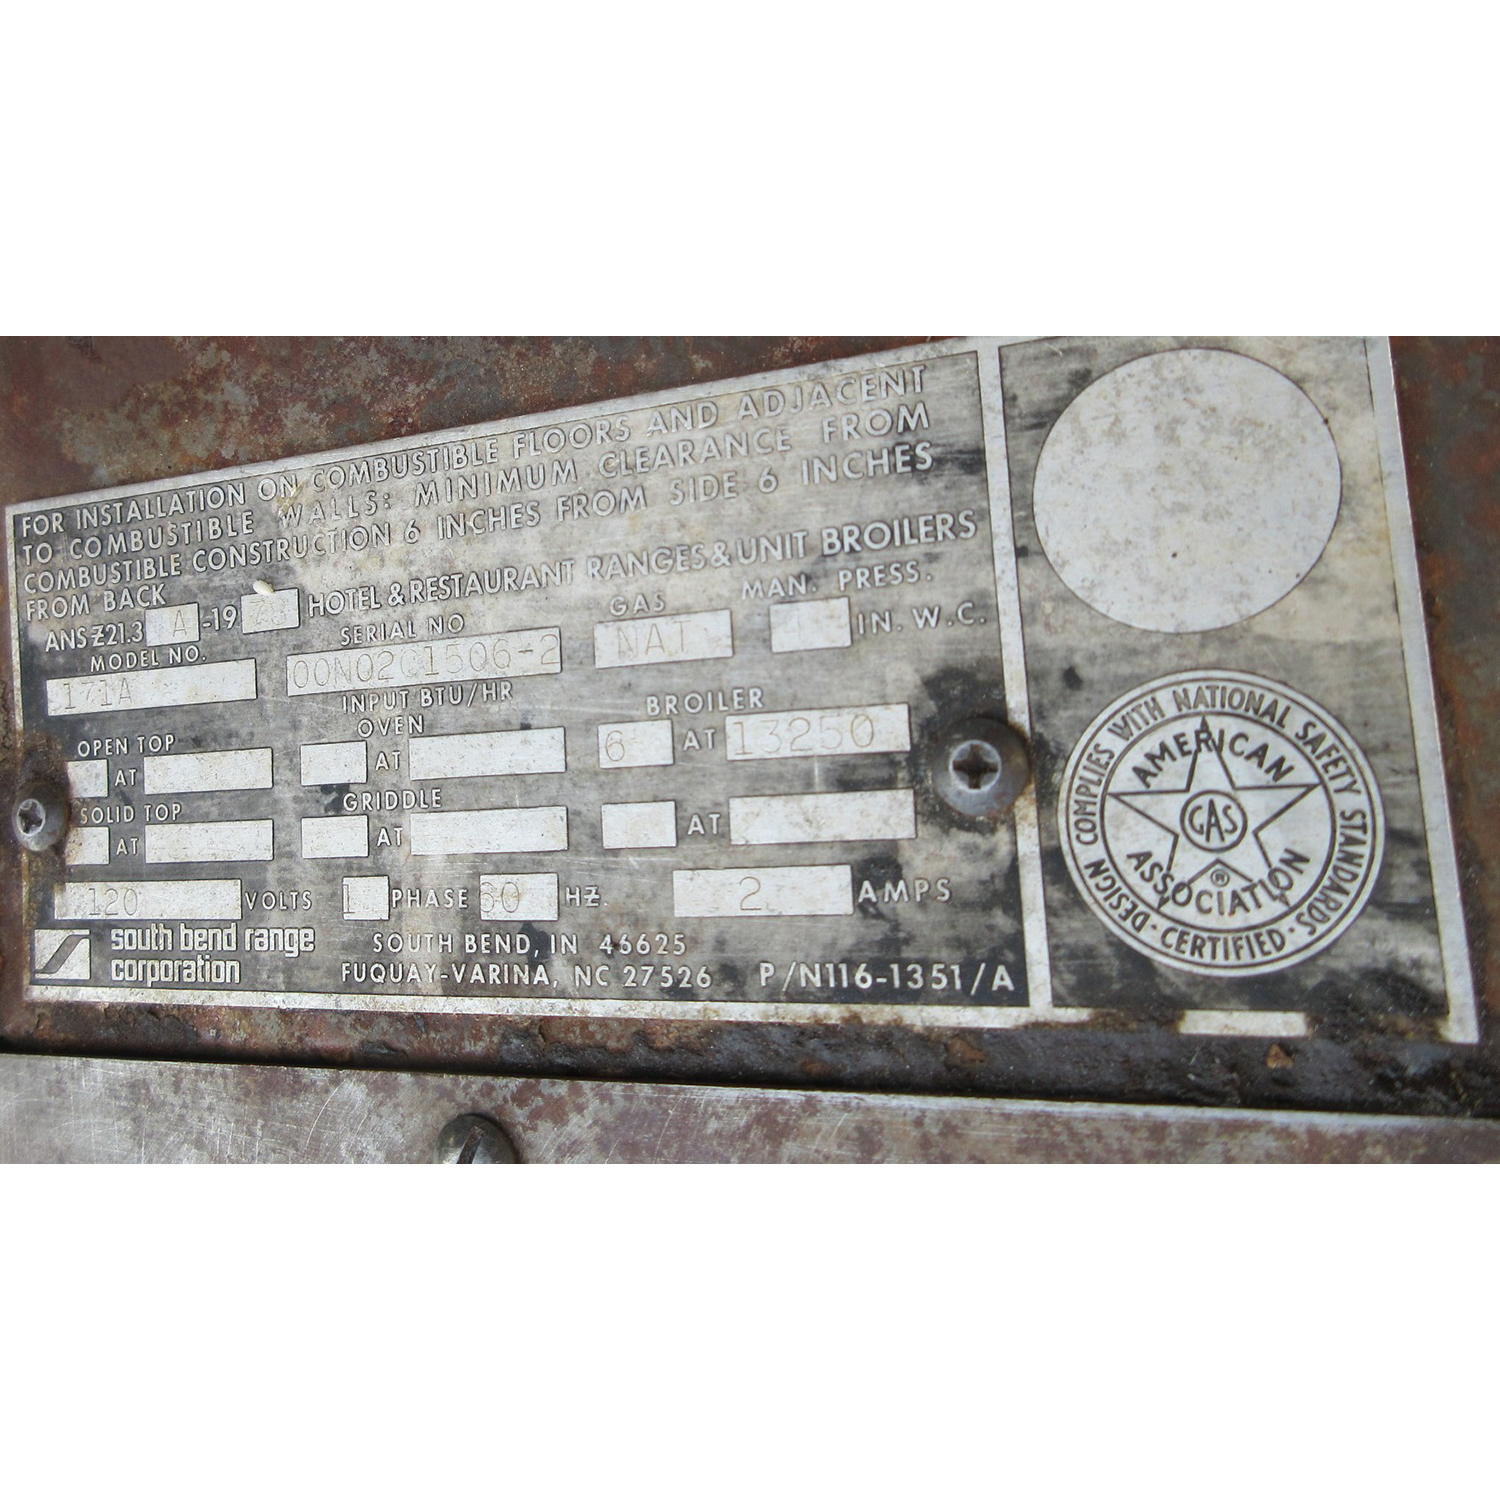 FOR INSTALLATION ON COMBUSTIBLE FLOORS AND ADJACENT
TO COMBUSTIBLE WALLS: MINIMUM CLEARANCE FROM
COMBUSTIBLE CONSTRUCTION 6 INCHES FROM SIDE 6 INCHES
FROM BACK
ANS Z21.3 A -19 HOTEL & RESTAURANT RANGES & UNIT BROILERS
MODEL NO. SERIAL NO GAS MAN. PRESS.
171A NAT IN. W.C.
INPUT BTU/HR
OPEN TOP OVEN BROILER
AT AT 6 AT 13250
SOLID TOP GRIDDLE
AT AT AT
120 VOLTS 1 PHASE 60 HZ. 2 AMPS
south bend range
corporation
SOUTH BEND, IN 46625
FUQUAY-VARINA, NC 27526 P/N116-1351/A
DESIGN COMPLIES WITH NATIONAL SAFETY STANDARDS
· CERTIFIED ·
AMERICAN
GAS
®
ASSOCIATION